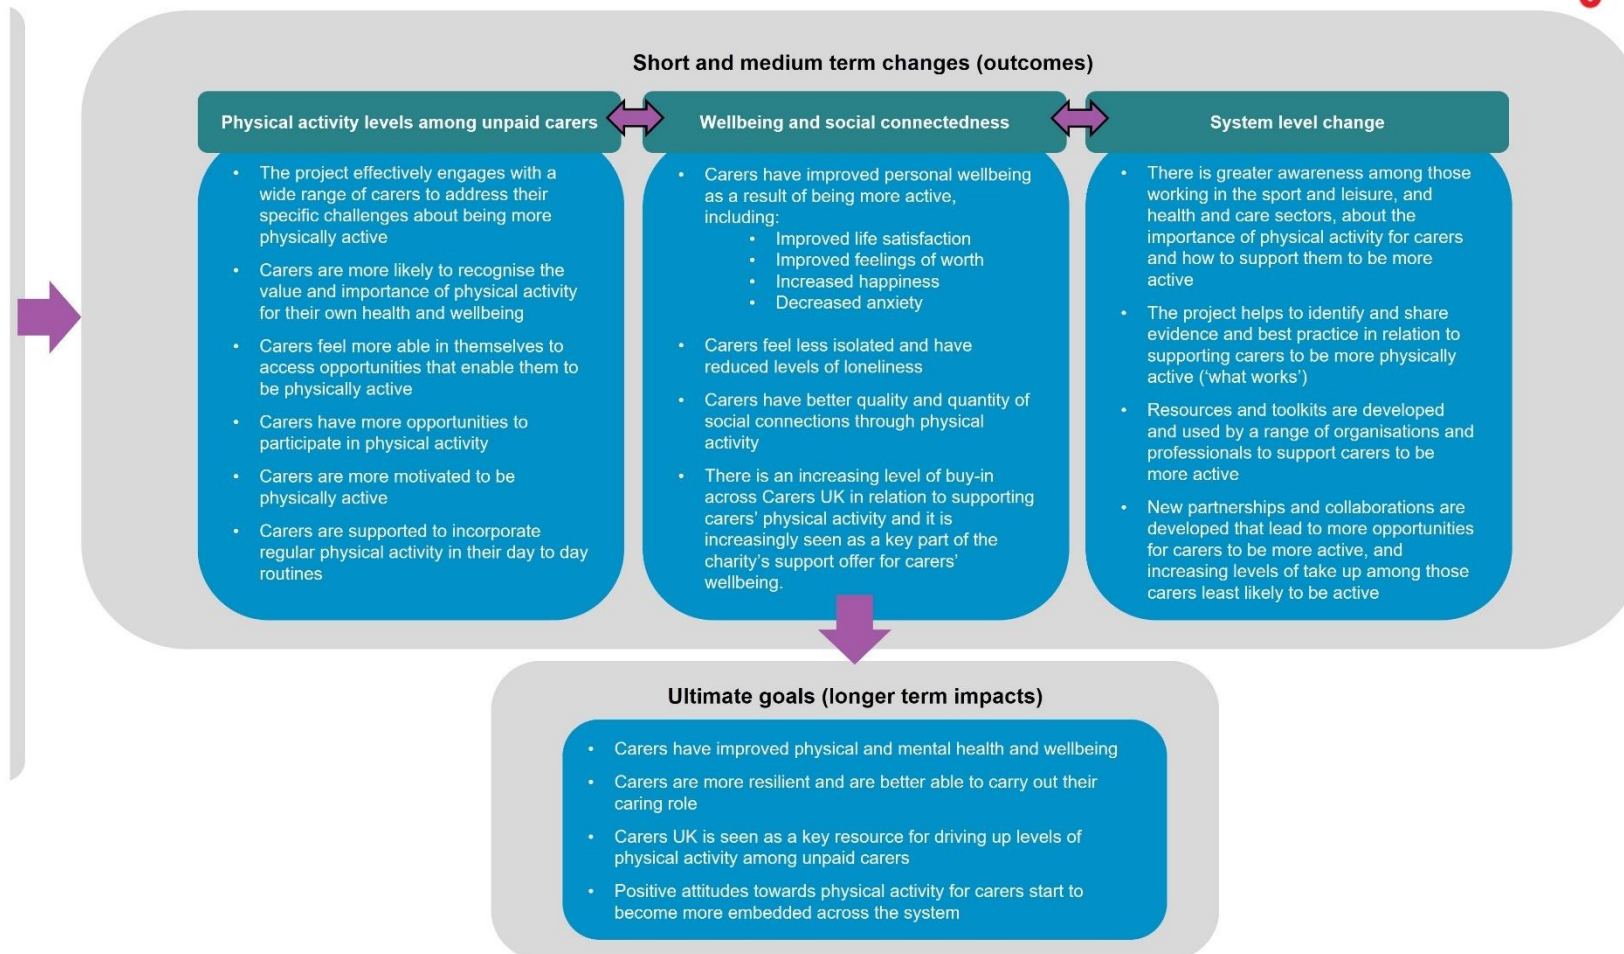 Short and medium term changes (outcomes)
Physical activity levels among unpaid carers
• The project effectively engages with a
wide range of carers to address their
specific challenges about being more
physically active
• Carers are more likely to recognise the
value and importance of physical activity
for their own health and wellbeing
• Carers feel more able in themselves to
access opportunities that enable them to
be physically active
• Carers have more opportunities to
participate in physical activity
• Carers are more motivated to be
physically active
• Carers are supported to incorporate
regular physical activity in their day to day
routines
Wellbeing and social connectedness
• Carers have improved personal wellbeing
as a result of being more active,
including:
• Improved life satisfaction
• Improved feelings of worth
• Increased happiness
• Decreased anxiety
• Carers feel less isolated and have
reduced levels of loneliness
• Carers have better quality and quantity of
social connections through physical
activity
• There is an increasing level of buy-in
across Carers UK in relation to supporting
carers’ physical activity and it is
increasingly seen as a key part of the
charity’s support offer for carers’
wellbeing.
System level change
• There is greater awareness among those
working in the sport and leisure, and
health and care sectors, about the
importance of physical activity for carers
and how to support them to be more
active
• The project helps to identify and share
evidence and best practice in relation to
supporting carers to be more physically
active (‘what works’)
• Resources and toolkits are developed
and used by a range of organisations and
professionals to support carers to be
more active
• New partnerships and collaborations are
developed that lead to more opportunities
for carers to be more active, and
increasing levels of take up among those
carers least likely to be active
Ultimate goals (longer term impacts)
• Carers have improved physical and mental health and wellbeing
• Carers are more resilient and are better able to carry out their
caring role
• Carers UK is seen as a key resource for driving up levels of
physical activity among unpaid carers
• Positive attitudes towards physical activity for carers start to
become more embedded across the system